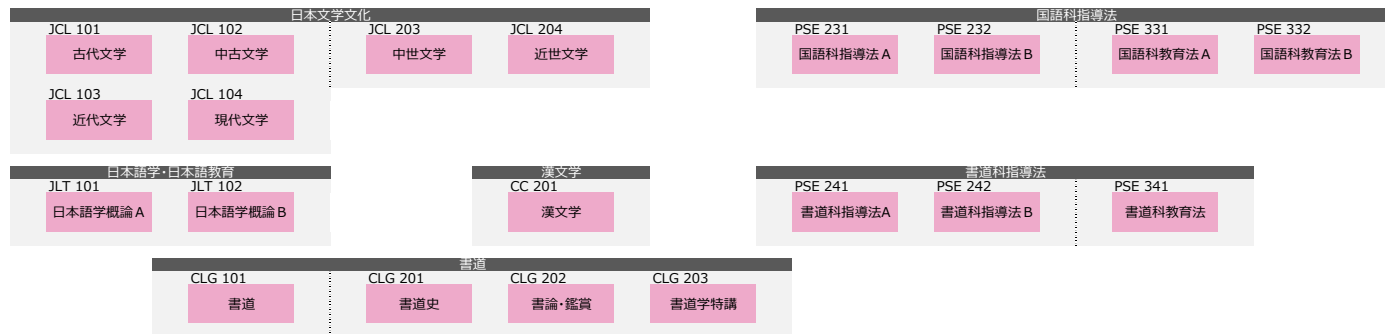 日本文学文化
JCL 101 JCL 102 JCL 203 JCL 204
古代文学 中古文学 中世文学 近世文学
JCL 103 JCL 104
近代文学 現代文学
国語科指導法
PSE 231 PSE 232 PSE 331 PSE 332
国語科指導法A 国語科指導法B 国語科教育法A 国語科教育法B
日本語学・日本語教育
JLT 101 JLT 102
日本語学概論A 日本語学概論B
漢文学
CC 201
漢文学
書道科指導法
PSE 241 PSE 242 PSE 341
書道科指導法A 書道科指導法B 書道科教育法
書道
CLG 101 CLG 201 CLG 202 CLG 203
書道 書道史 書論・鑑賞 書道学特講